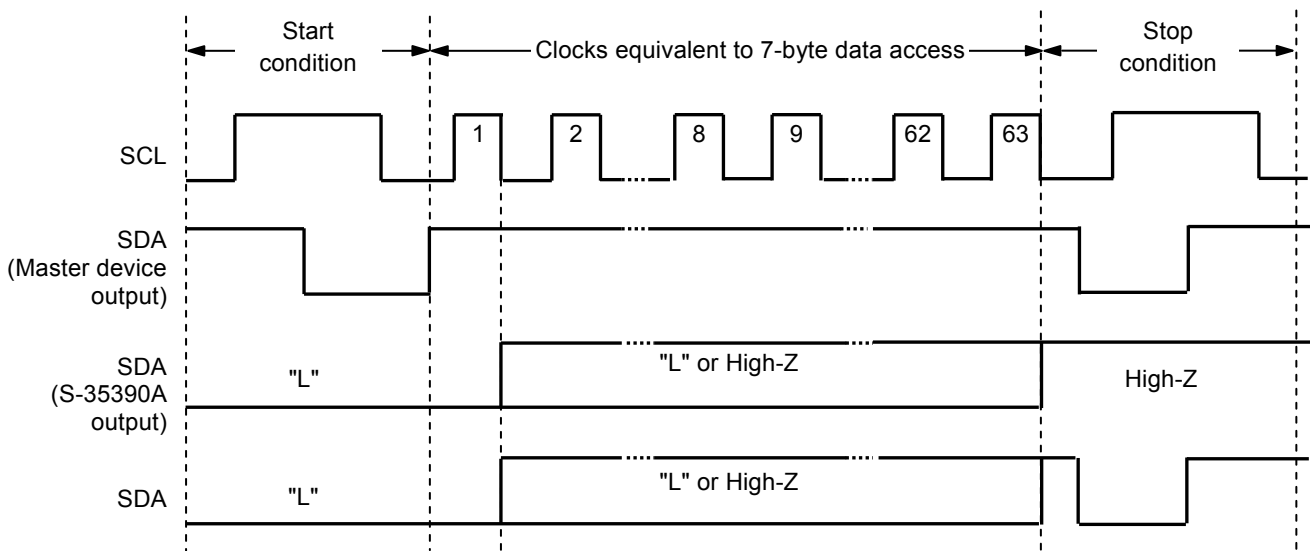 Start
condition
Clocks equivalent to 7-byte data access
Stop
condition
SCL
1
2
8
9
62
63
SDA
(Master device
output)
SDA
(S-35390A
output)
"L"
"L" or High-Z
High-Z
SDA
"L"
"L" or High-Z